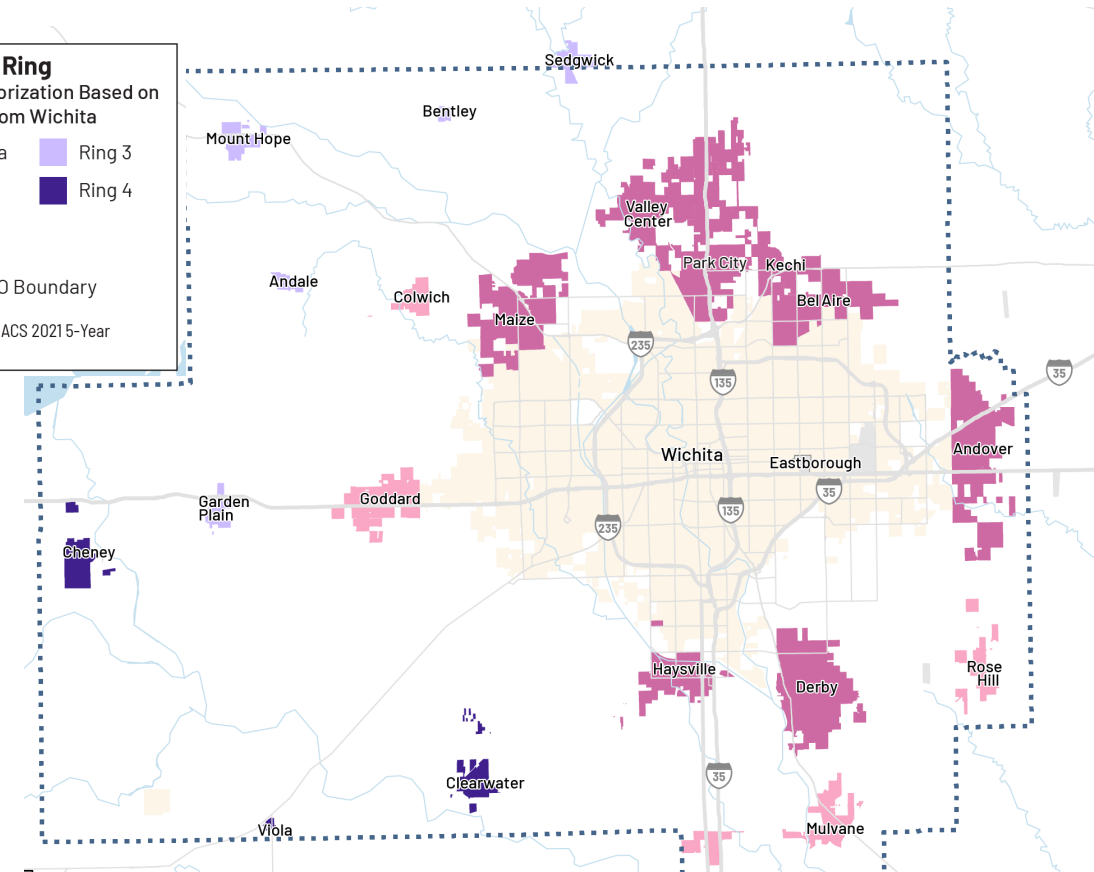 Ring
orization Based on
om Wichita
a
Ring 3
Ring 4
O Boundary
ACS 2021 5-Year
Sedgwick
Bentley
Mount Hope
Valley
Center
Park City
Kechi
Andale
Colwich
Bel Aire
Maize
235
135
35
Andover
Wichita
Eastborough
35
Goddard
Garden
Plain
135
235
Cheney
Haysville
Rose
Hill
Derby
35
Clearwater
Viola
Mulvane